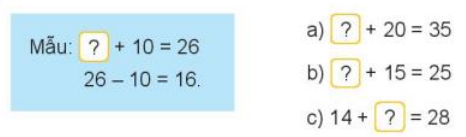 Mẫu: ? + 10 = 26
26 – 10 = 16.
a) ? + 20 = 35
b) ? + 15 = 25
c) 14 + ? = 28